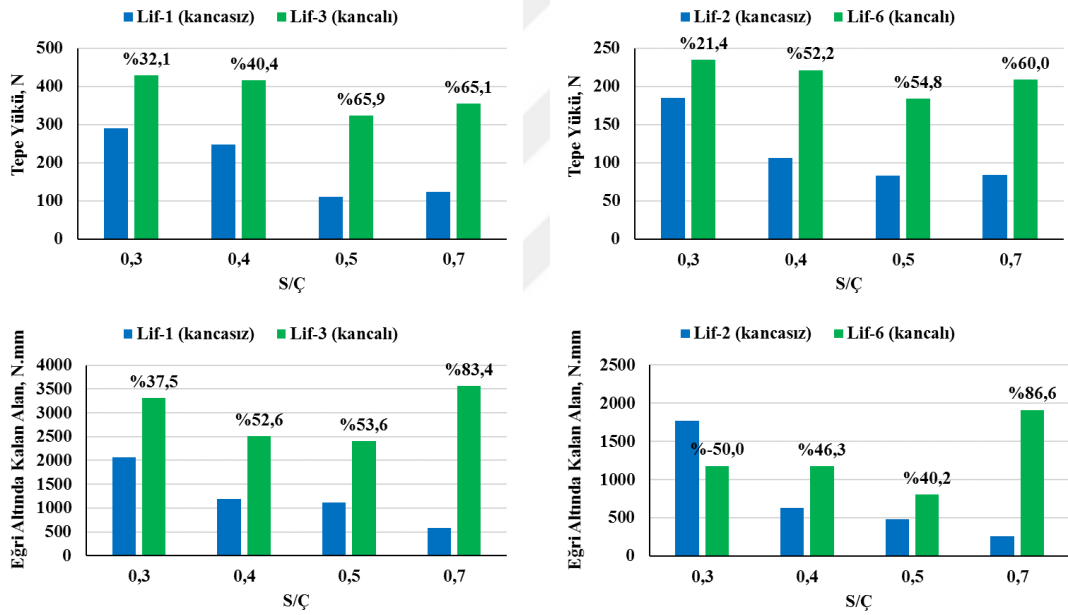 Lif-1 (kancasız) Lif-3 (kancalı)
Tepe Yükü, N
500
400
300
200
100
0
%32,1
%40,4
%65,9
%65,1
0,3 0,4 0,5 0,7
S/Ç
Lif-2 (kancasız) Lif-6 (kancalı)
Tepe Yükü, N
250
200
150
100
50
0
%21,4
%52,2
%54,8
%60,0
0,3 0,4 0,5 0,7
S/Ç
Lif-1 (kancasız) Lif-3 (kancalı)
Eğri Altında Kalan Alan, N.mm
4000
3500
3000
2500
2000
1500
1000
500
0
%37,5
%52,6
%53,6
%83,4
0,3 0,4 0,5 0,7
S/Ç
Lif-2 (kancasız) Lif-6 (kancalı)
Eğri Altında Kalan Alan, N.mm
2500
2000
1500
1000
500
0
%-50,0
%46,3
%40,2
%86,6
0,3 0,4 0,5 0,7
S/Ç